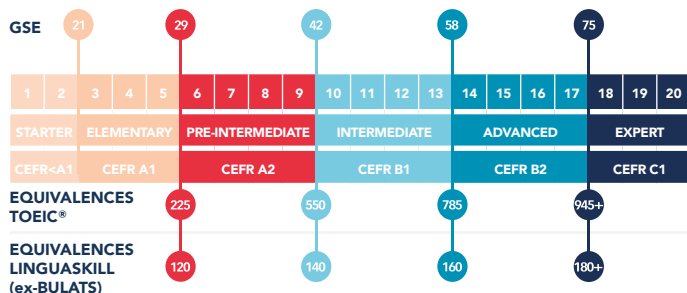 GSE 21 29 42 58 75
1 2 3 4 5 6 7 8 9 10 11 12 13 14 15 16 17 18 19 20
STARTER ELEMENTARY PRE-INTERMEDIATE INTERMEDIATE ADVANCED EXPERT
CEFR<A1 CEFR A1 CEFR A2 CEFR B1 CEFR B2 CEFR C1
EQUIVALENCES
TOEIC® 225 550 785 945+
EQUIVALENCES
LINGUASKILL 120 140 160 180+
(ex-BULATS)